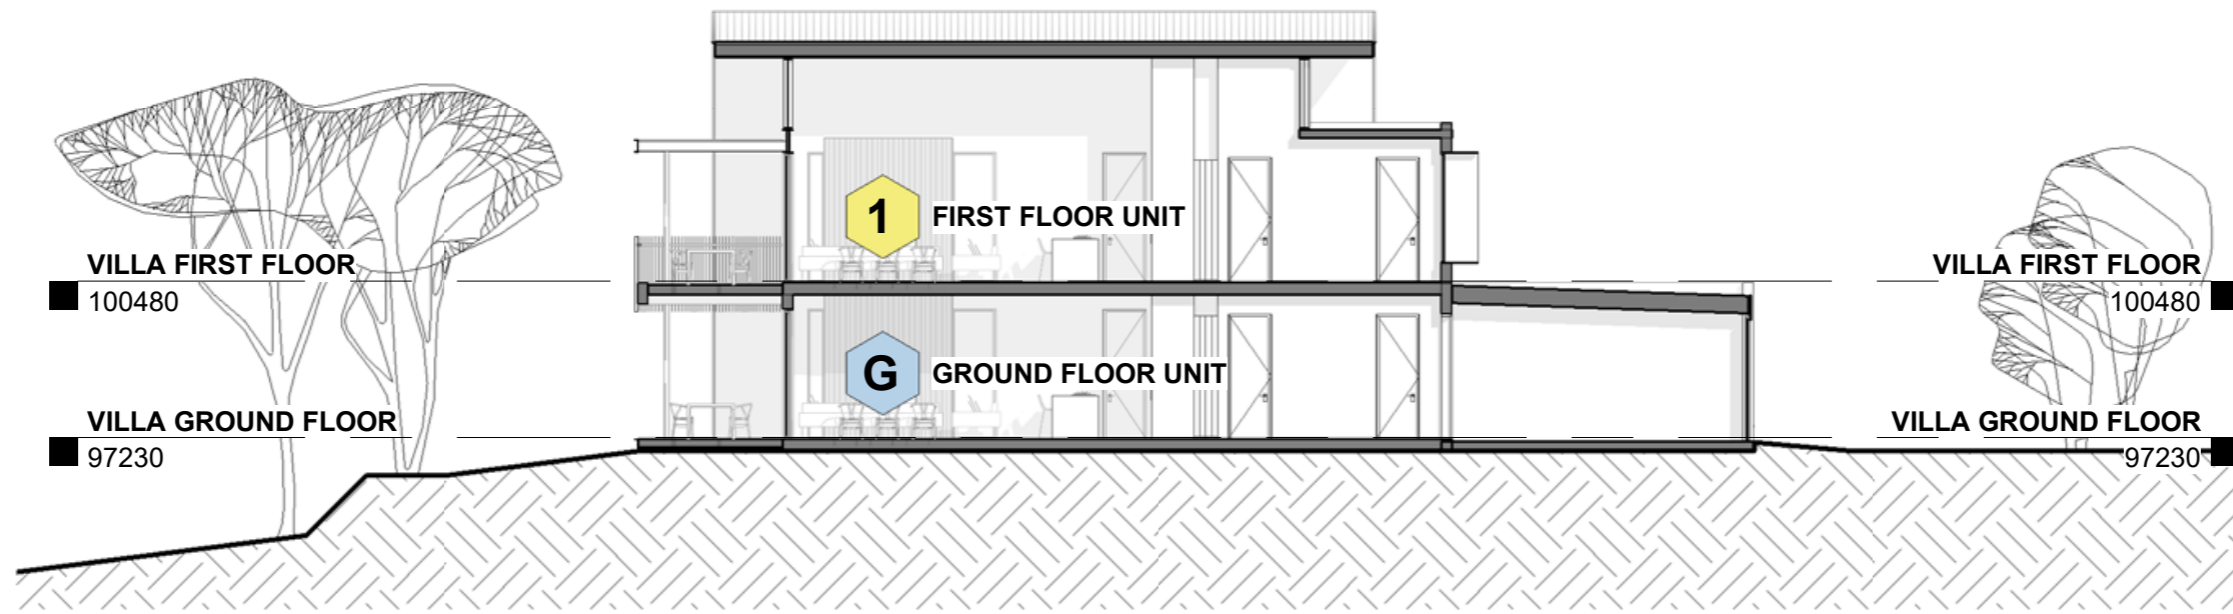 1 FIRST FLOOR UNIT
VILLA FIRST FLOOR
100480
VILLA FIRST FLOOR
100480
G GROUND FLOOR UNIT
VILLA GROUND FLOOR
97230
VILLA GROUND FLOOR
97230